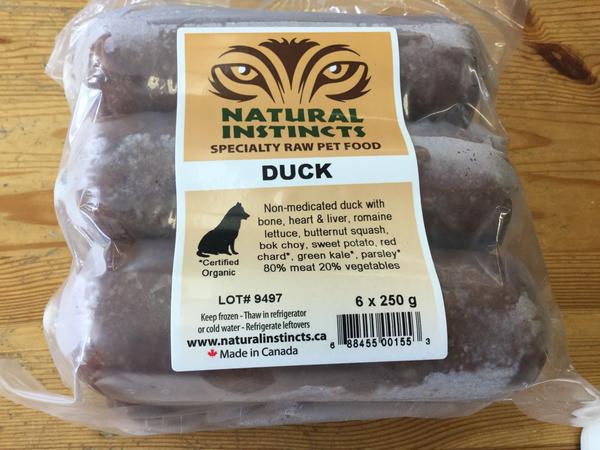 NATURAL
INSTINCTS
SPECIALTY RAW PET FOOD
DUCK
Non-medicated duck with
bone, heart & liver, romaine
lettuce, butternut squash,
bok choy, sweet potato, red
chard*, green kale*, parsley*
80% meat 20% vegetables
*Certified
Organic
LOT# 9497
6 x 250 g
Keep frozen - Thaw in refrigerator
or cold water - Refrigerate leftovers
www.naturalinstincts.ca
Made in Canada
6 88455 00155 3